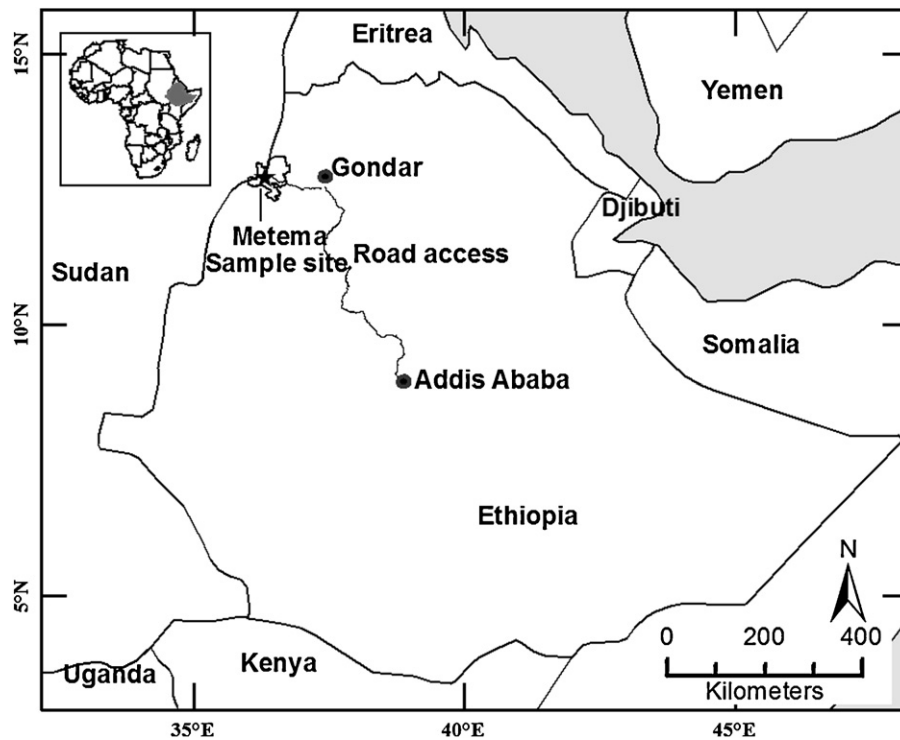 Eritrea
Yemen
Gondar
Djibuti
Metema
Sample site
Road access
Sudan
Somalia
Addis Ababa
Ethiopia
N
0 200 400
Kilometers
Uganda
Kenya
15°N
10°N
5°N
35°E 40°E 45°E